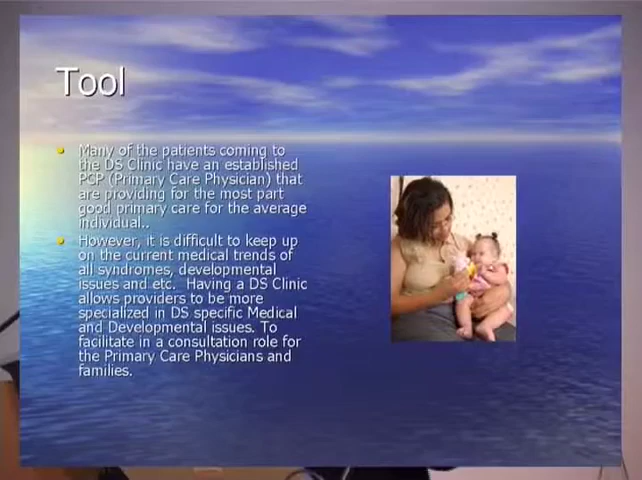 Tool
Many of the patients coming to
the DS Clinic have an established
PCP (Primary Care Physician) that
are providing for the most part
good primary care for the average
individual..
However, it is difficult to keep up
on the current medical trends of
all syndromes, developmental
issues and etc.  Having a DS Clinic
allows providers to be more
specialized in DS specific Medical
and Developmental issues. To
facilitate in a consultation role for
the Primary Care Physicians and
families.